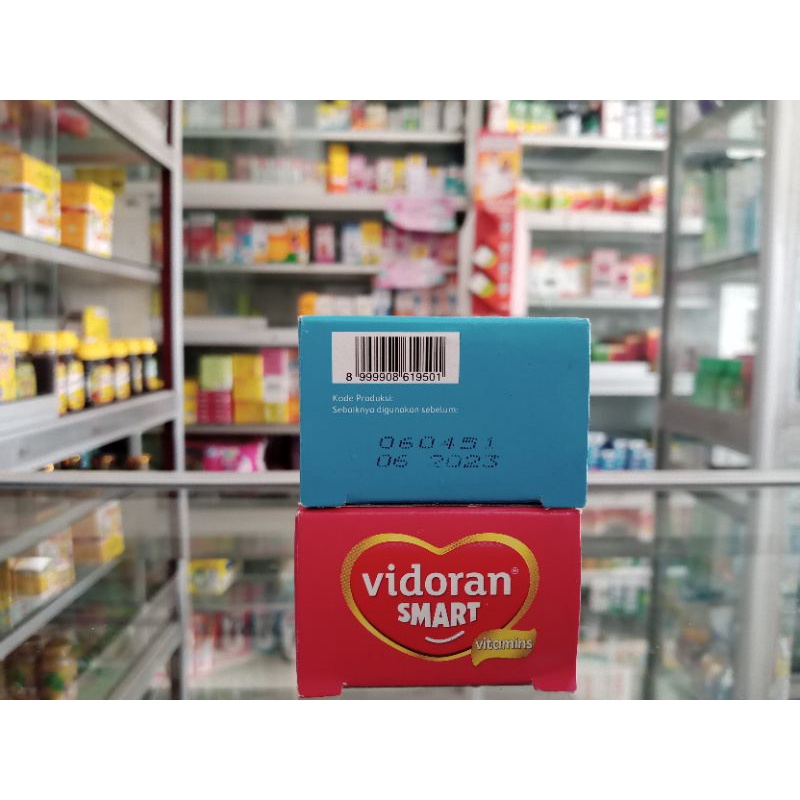 8 999908 619501
Kode Produksi:
Sebaiknya digunakan sebelum:
060451
06 2023
vidoran®
SMART
vitamins